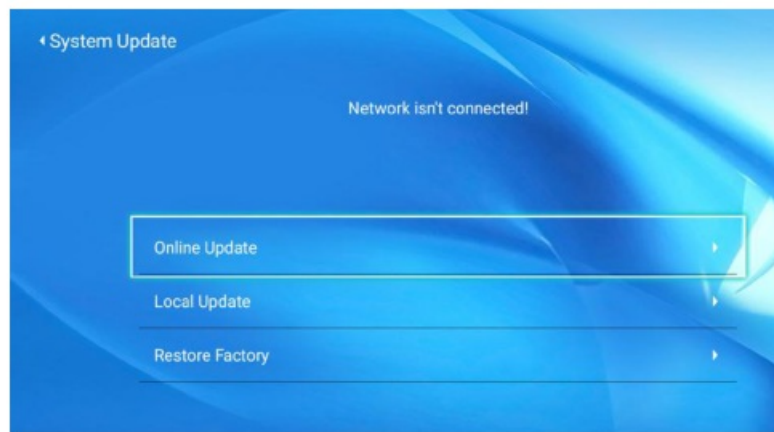 System Update
Network isn't connected!
Online Update
Local Update
Restore Factory